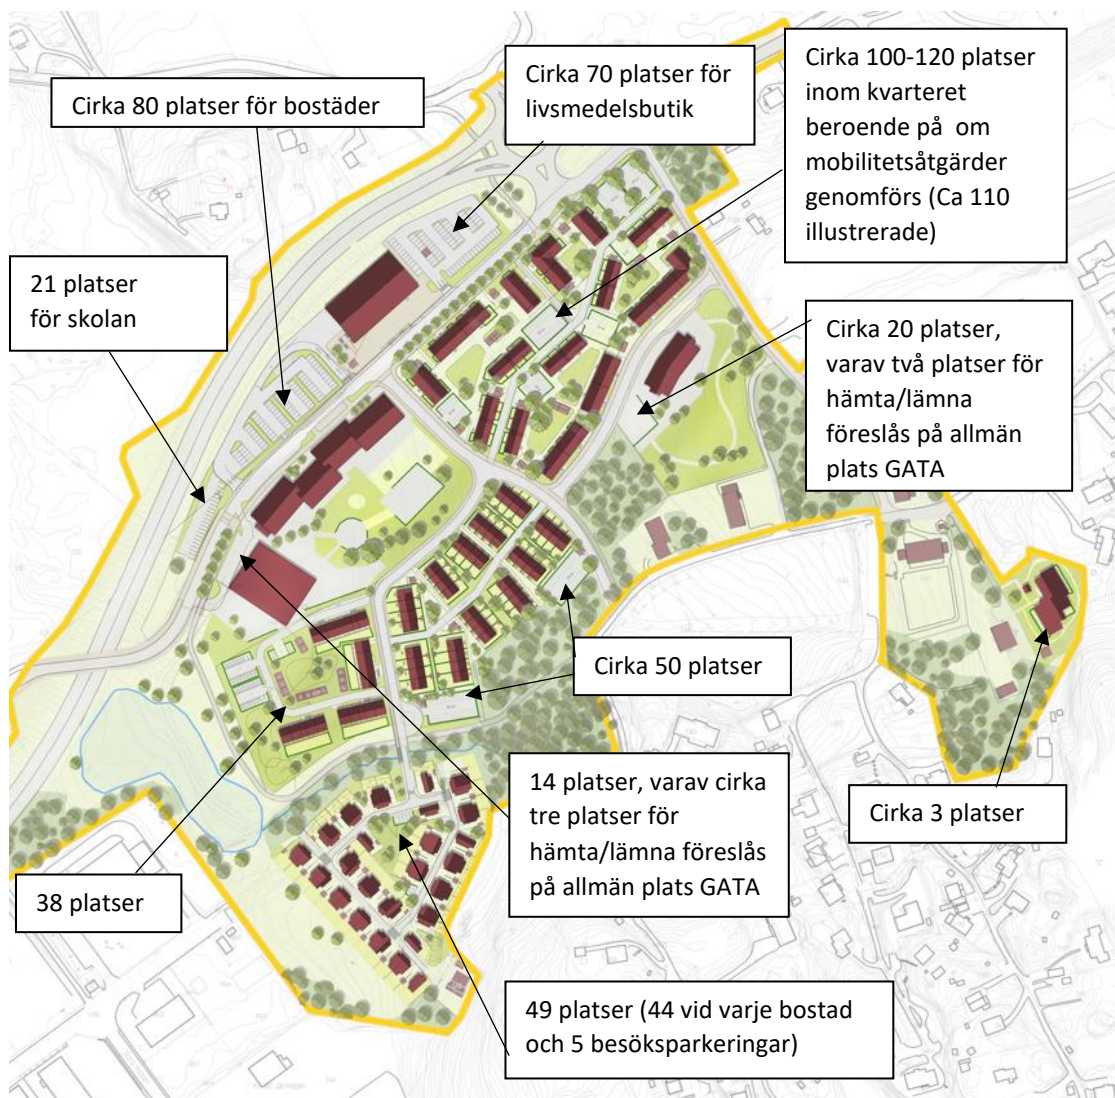 Cirka 80 platser för bostäder
Cirka 70 platser för
livsmedelsbutik
Cirka 100-120 platser
inom kvarteret
beroende på om
mobilitetsåtgärder
genomförs (Ca 110
illustrerade)
21 platser
för skolan
Cirka 20 platser,
varav två platser för
hämta/lämna
föreslås på allmän
plats GATA
Cirka 50 platser
14 platser, varav cirka
tre platser för
hämta/lämna föreslås
på allmän plats GATA
Cirka 3 platser
38 platser
49 platser (44 vid varje bostad
och 5 besöksparkeringar)